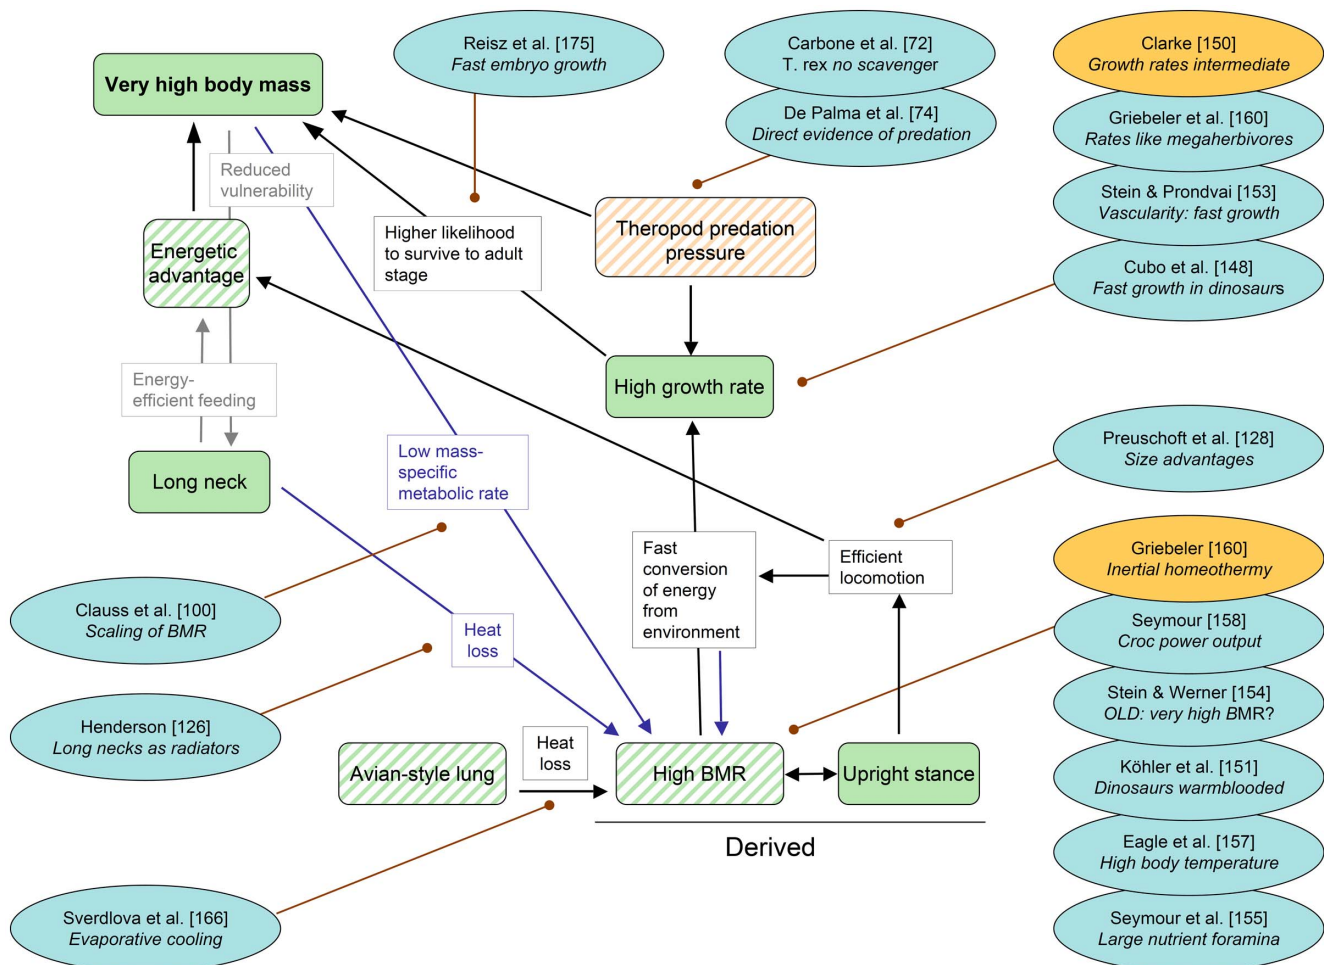 Reisz et al. [175]
Fast embryo growth
Carbone et al. [72]
T. rex no scavenger
De Palma et al. [74]
Direct evidence of predation
Clarke [150]
Growth rates intermediate
Griebeler et al. [160]
Rates like megaherbivores
Stein & Prondvai [153]
Vascularity: fast growth
Cubo et al. [148]
Fast growth in dinosaurs
Very high body mass
Reduced
vulnerability
Energetic
advantage
Higher likelihood
to survive to adult
stage
Theropod predation
pressure
High growth rate
Energy-
efficient feeding
Long neck
Low mass-
specific
metabolic rate
Preuschoft et al. [128]
Size advantages
Fast
conversion
of energy
from
environment
Efficient
locomotion
Griebeler [160]
Inertial homeothermy
Seymour [158]
Croc power output
Stein & Werner [154]
OLD: very high BMR?
Köhler et al. [151]
Dinosaurs warmblooded
Eagle et al. [157]
High body temperature
Seymour et al. [155]
Large nutrient foramina
Clauss et al. [100]
Scaling of BMR
Heat
loss
Henderson [126]
Long necks as radiators
Avian-style lung
Heat
loss
High BMR
Upright stance
Derived
Sverdlova et al. [166]
Evaporative cooling